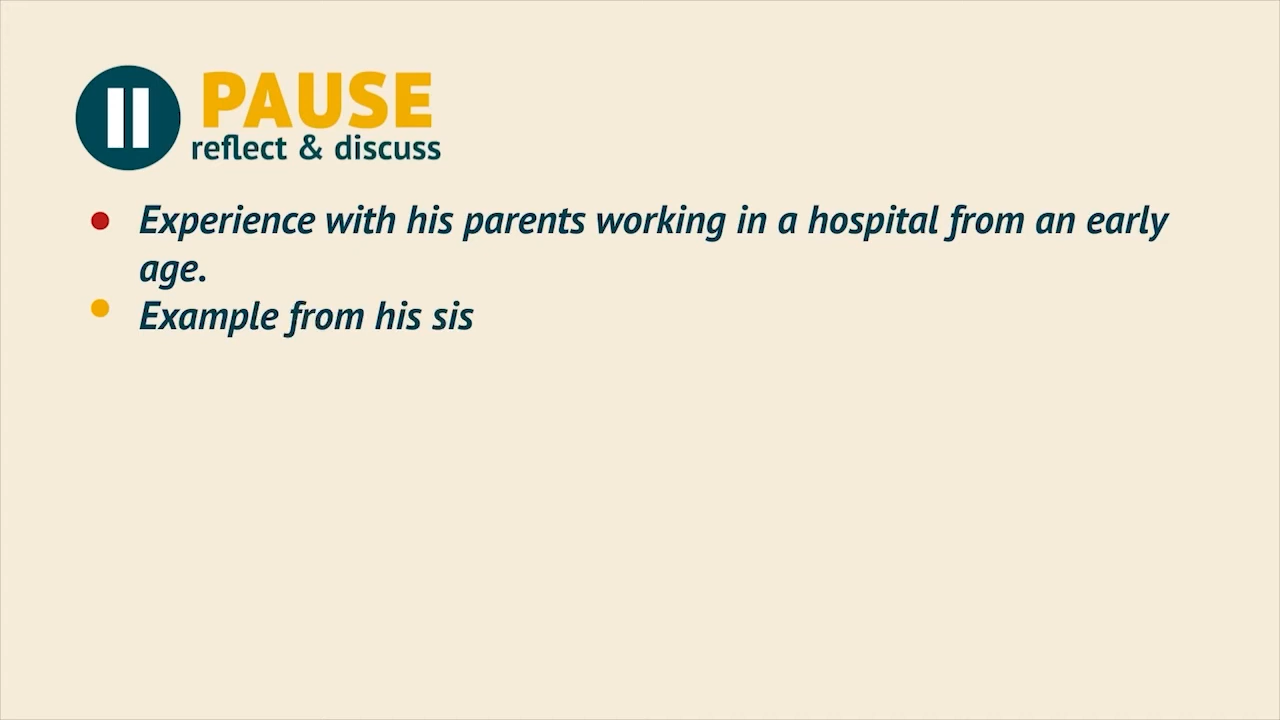 PAUSE
reflect & discuss
Experience with his parents working in a hospital from an early
age.
Example from his sis